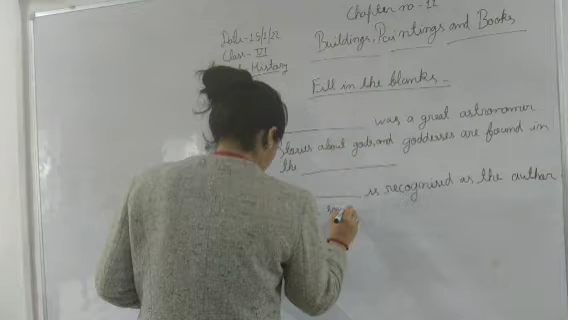 Chapter no - 11
Date - 15/1/22
Class - VI
History
Buildings, Paintings and Books
Fill in the blanks -
was a great astronomer
Stories about gods and goddesses are found in
the
is recognised as the author